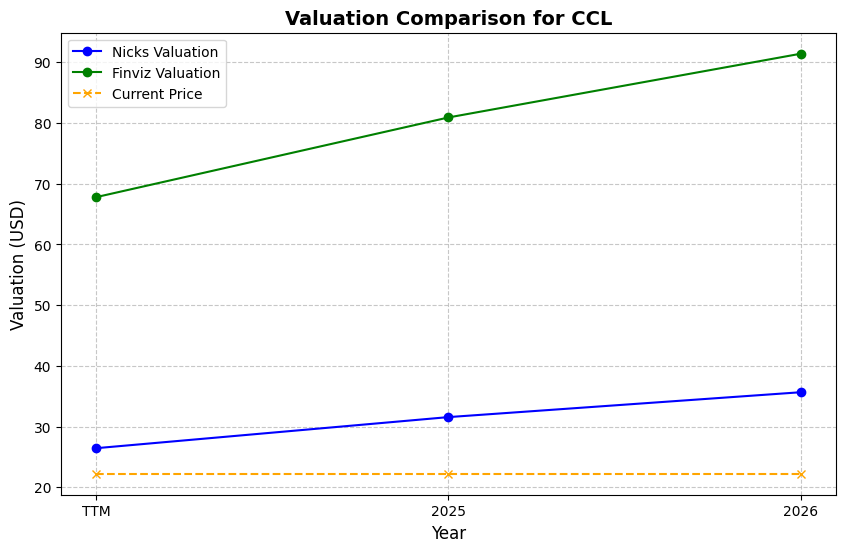 Valuation Comparison for CCL
Nicks Valuation
Finviz Valuation
Current Price
Valuation (USD)
90
80
70
60
50
40
30
20
TTM 2025 2026
Year